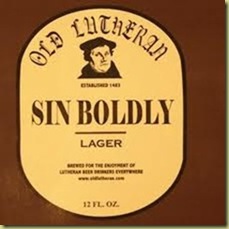 OLD LUTHERAN
ESTABLISHED 1483
SIN BOLDLY
LAGER
BREWED FOR THE ENJOYMENT OF
LUTHERAN BEER DRINKERS EVERYWHERE
www.oldlutheran.com
12 FL. OZ.